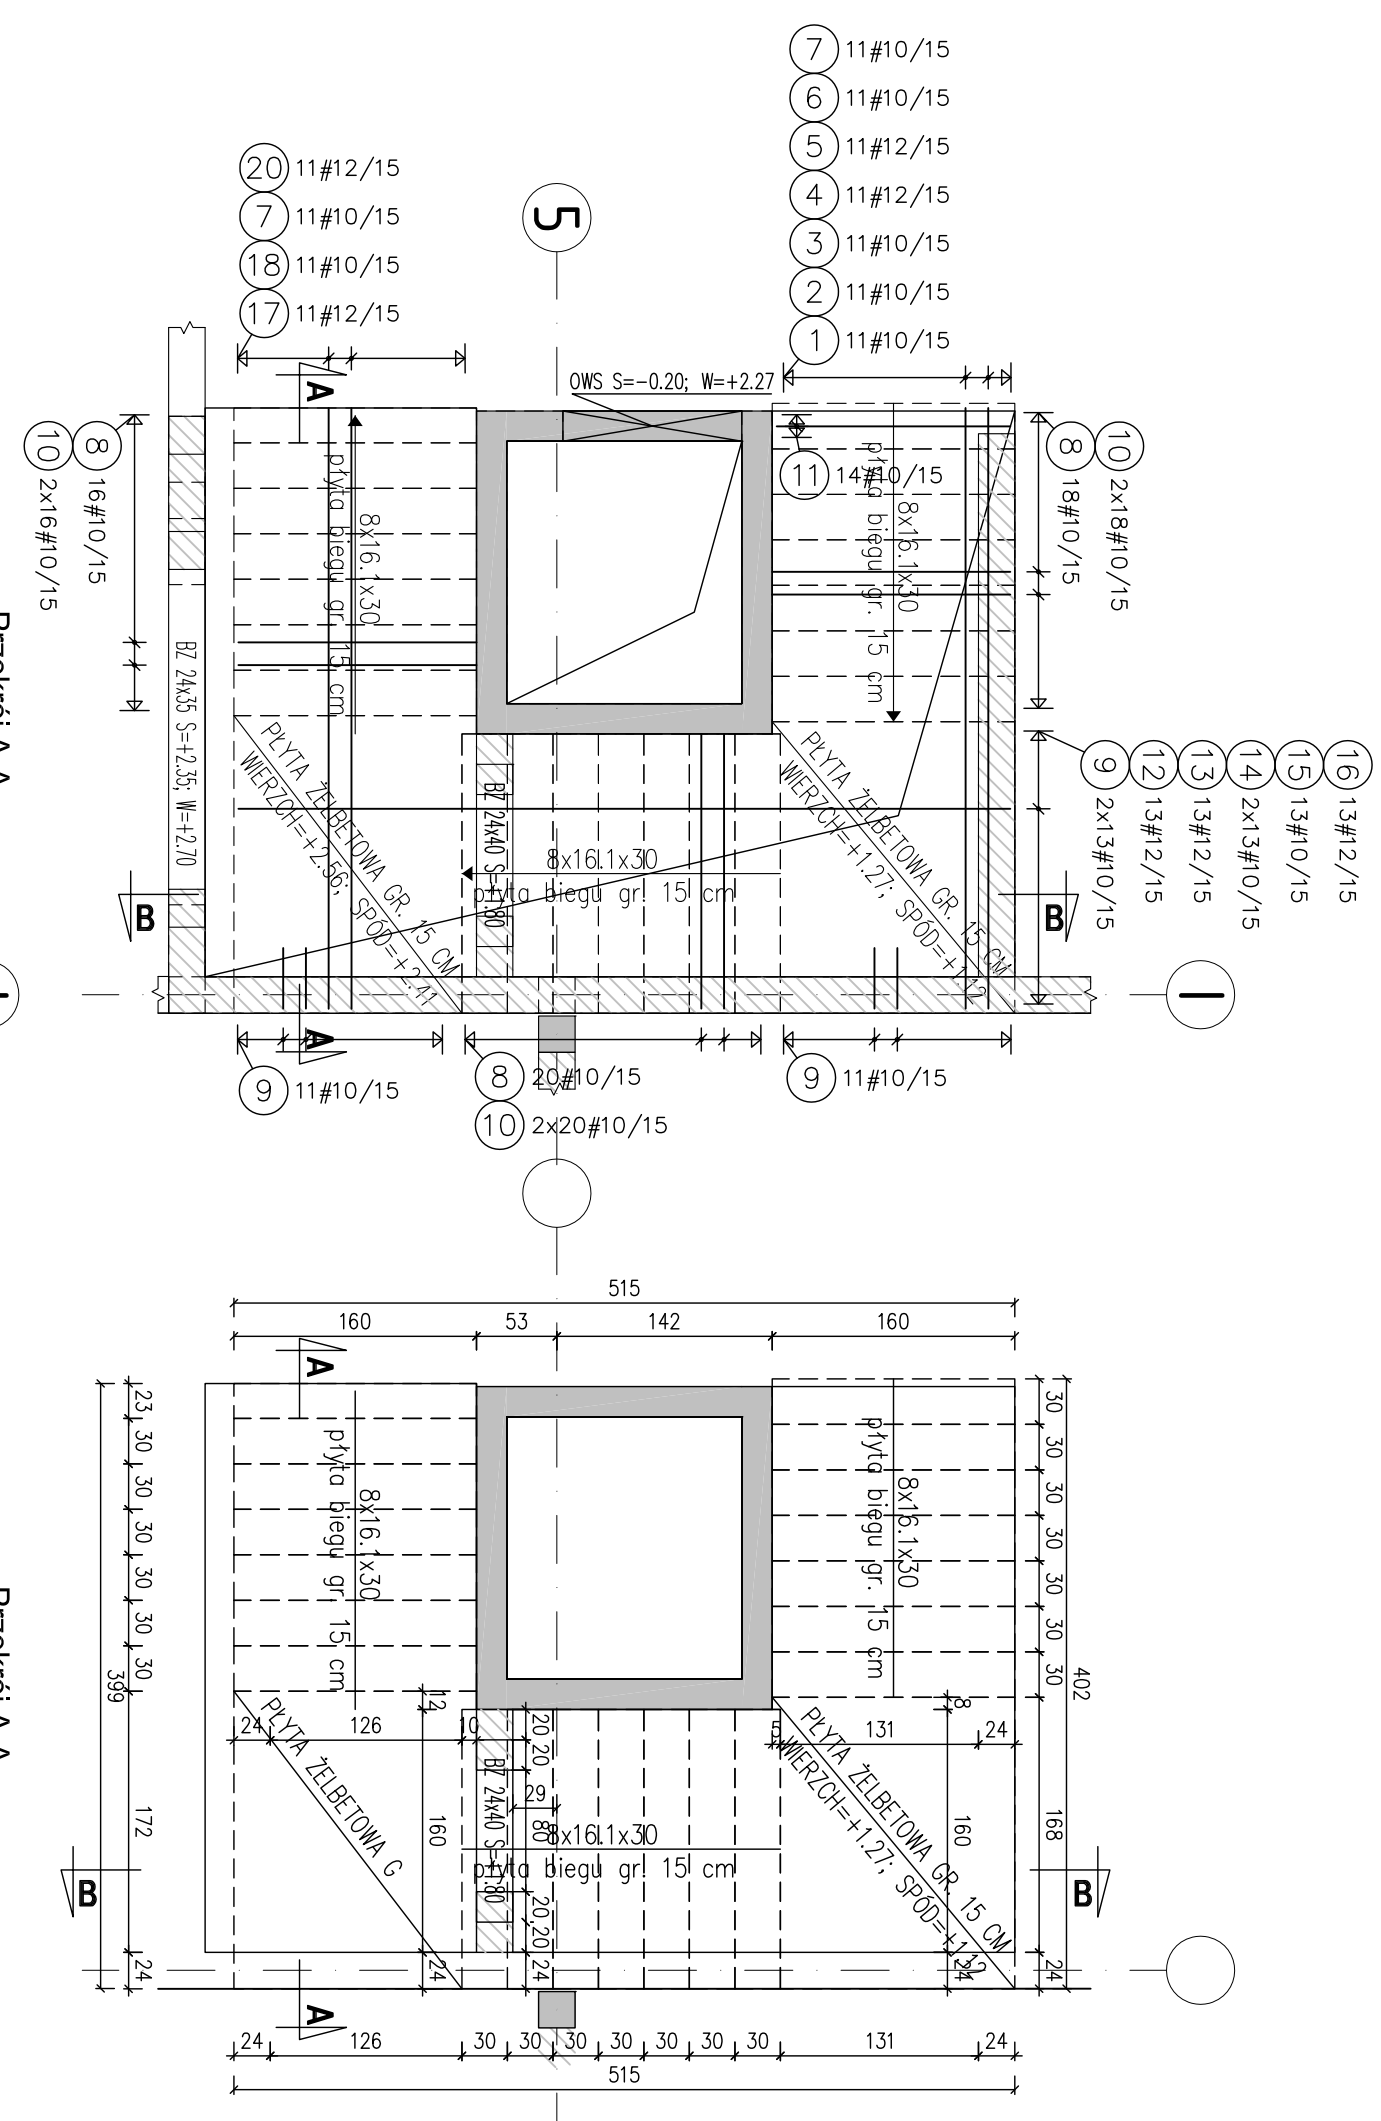 7 11#10/15
6 11#10/15
5 11#12/15
4 11#12/15
3 11#10/15
2 11#10/15
1 11#10/15
20 11#12/15
7 11#10/15
18 11#10/15
17 11#12/15
5
A
OWS S=-0.20; W=+2.27
11 14#10/15
10 2x18#10/15
8 18#10/15
8 16#10/15
10 2x16#10/15
8x16.1x30
płyta biegu gr. 15 cm
8x16.1x30
płyta biegu gr. 15 cm
BZ 24x35 S=+2.35; W=+2.70
PŁYTA ŻELBETOWA GR. 15 CM
WIERZCH=+2.56; SPÓD=+2.41
BZ 24x40 S=+1.80
8x16.1x30
płyta biegu gr. 15 cm
PŁYTA ŻELBETOWA GR. 15 CM
WIERZCH=+1.27; SPÓD=+1.12
16 13#12/15
15 13#10/15
14 2x13#10/15
13 13#12/15
12 13#12/15
9 2x13#10/15
B
B
I
A
9 11#10/15
8 20#10/15
10 2x20#10/15
9 11#10/15
Przekrój A-A
515
160 53 142 160
A
23 30 30 30 30 30 30 172 24
399
30 30 30 30 30 30 30 168 24
402
8x16.1x30
płyta biegu gr. 15 cm
8x16.1x30
płyta biegu gr. 15 cm
12 160 24
8 160 24
24 126 10
5 131 24
20 20 80 20 20 24
29
PŁYTA ŻELBETOWA G
BZ 24x40 S=+1.80
8x16.1x30
płyta biegu gr. 15 cm
PŁYTA ŻELBETOWA GR. 15 CM
WIERZCH=+1.27; SPÓD=+1.12
B
B
A
24 126 30 30 30 30 30 30 30 131 24
515
Przekrój A-A